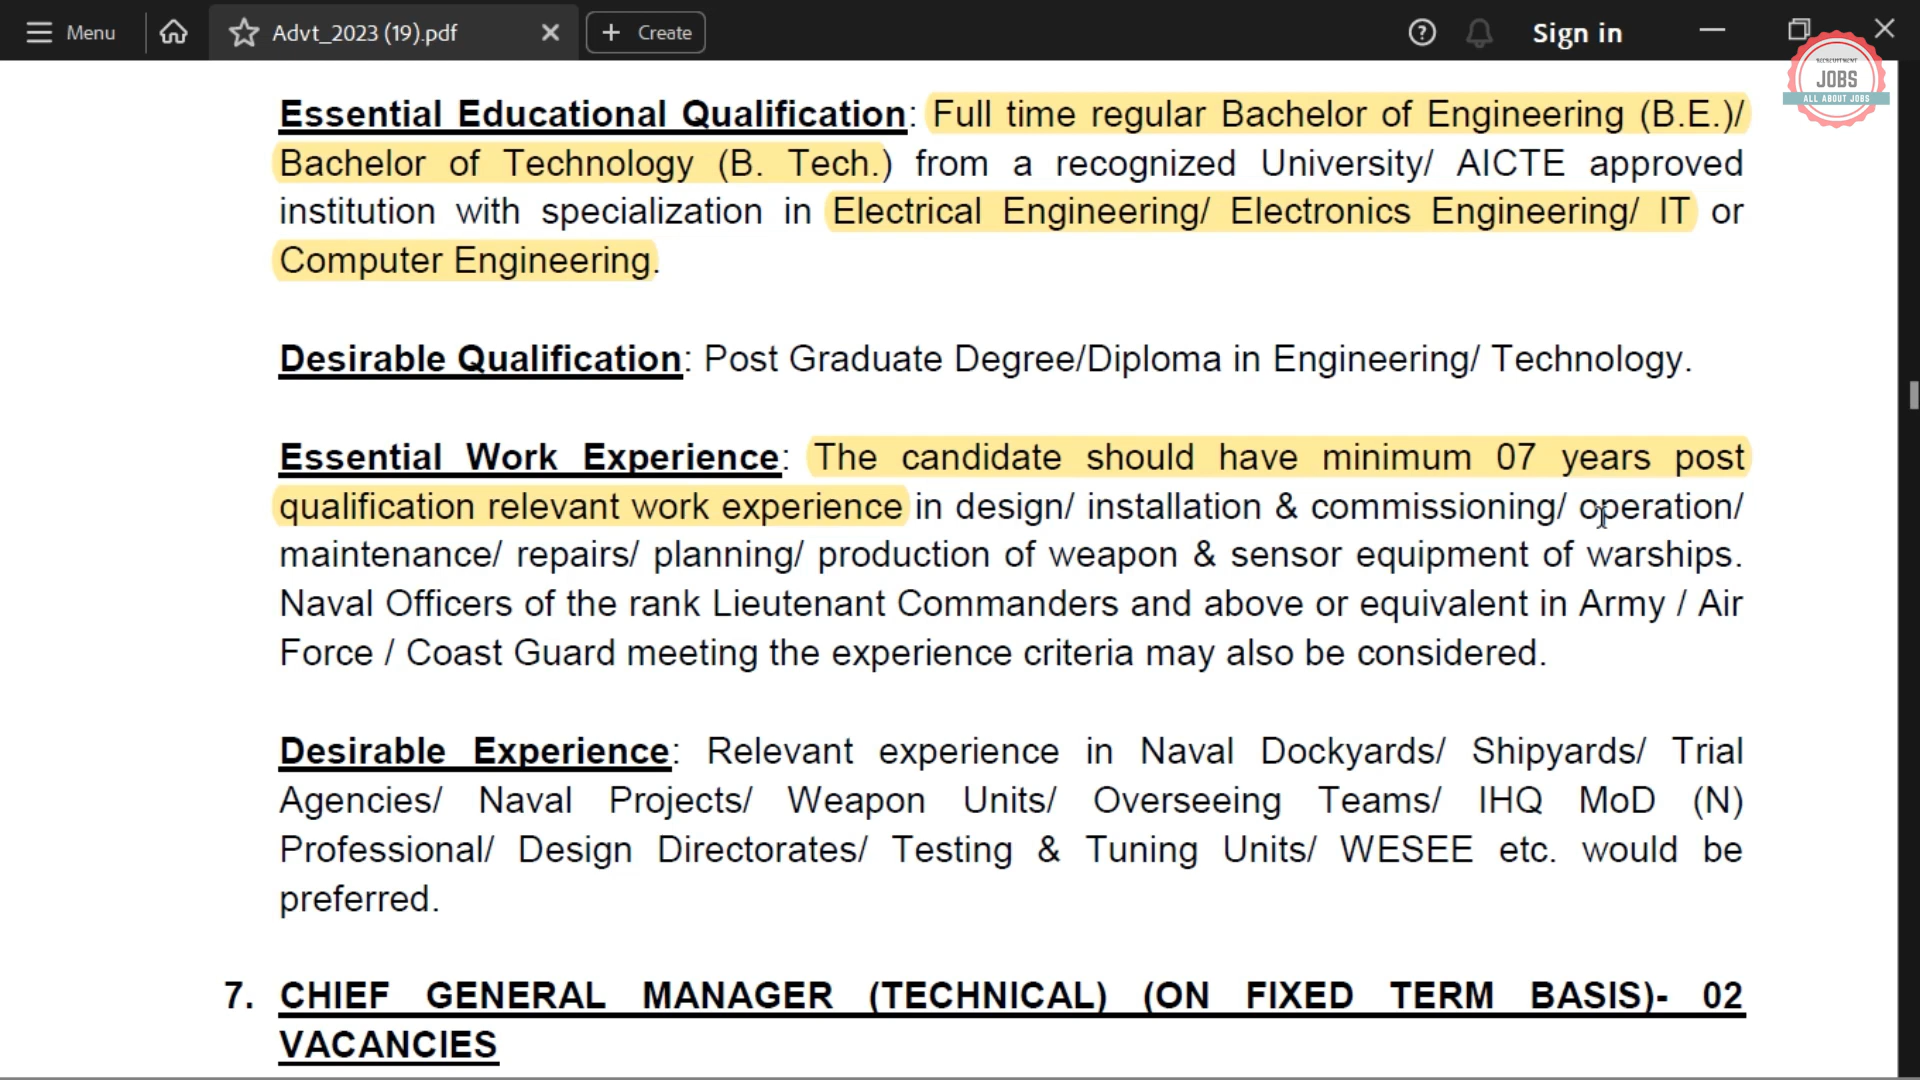 Menu
Advt_2023 (19).pdf
Create
Sign in
JOBS
ALL ABOUT JOBS
Essential Educational Qualification: Full time regular Bachelor of Engineering (B.E.)/
Bachelor of Technology (B. Tech.) from a recognized University/ AICTE approved
institution with specialization in Electrical Engineering/ Electronics Engineering/ IT or
Computer Engineering.
Desirable Qualification: Post Graduate Degree/Diploma in Engineering/ Technology.
Essential Work Experience: The candidate should have minimum 07 years post
qualification relevant work experience in design/ installation & commissioning/ operation/
maintenance/ repairs/ planning/ production of weapon & sensor equipment of warships.
Naval Officers of the rank Lieutenant Commanders and above or equivalent in Army / Air
Force / Coast Guard meeting the experience criteria may also be considered.
Desirable Experience: Relevant experience in Naval Dockyards/ Shipyards/ Trial
Agencies/ Naval Projects/ Weapon Units/ Overseeing Teams/ IHQ MoD (N)
Professional/ Design Directorates/ Testing & Tuning Units/ WESEE etc. would be
preferred.
7. CHIEF GENERAL MANAGER (TECHNICAL) (ON FIXED TERM BASIS)- 02
VACANCIES